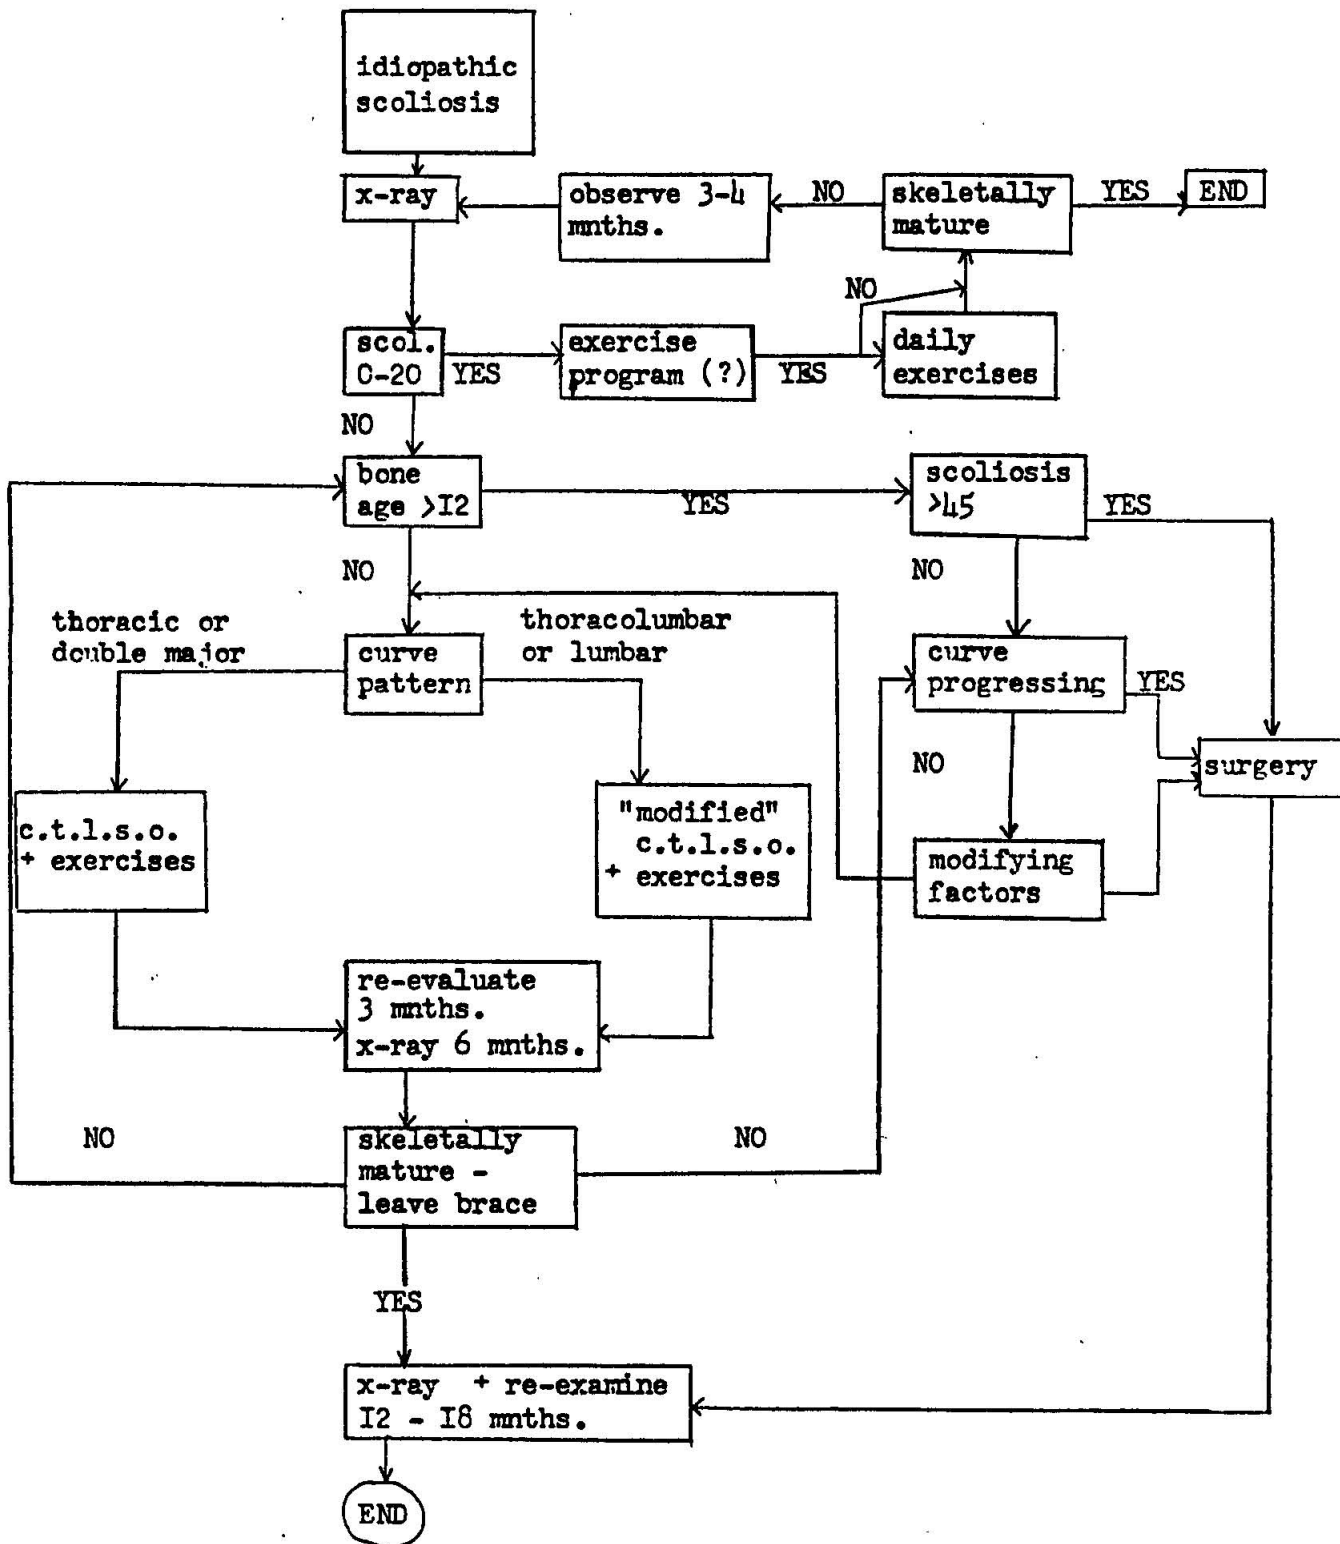 idiopathic
scoliosis
x-ray
observe 3-4
mnths.
NO
skeletally
mature
YES
END
NO
scol.
0-20
YES
exercise
program (?)
YES
daily
exercises
NO
bone
age >I2
YES
scoliosis
>45
YES
NO
NO
thoracic or
double major
curve
pattern
thoracolumbar
or lumbar
curve
progressing
YES
NO
surgery
c.t.l.s.o.
+ exercises
"modified"
c.t.l.s.o.
+ exercises
modifying
factors
re-evaluate
3 mnths.
x-ray 6 mnths.
NO
skeletally
mature -
leave brace
NO
YES
x-ray + re-examine
I2 - I8 mnths.
END